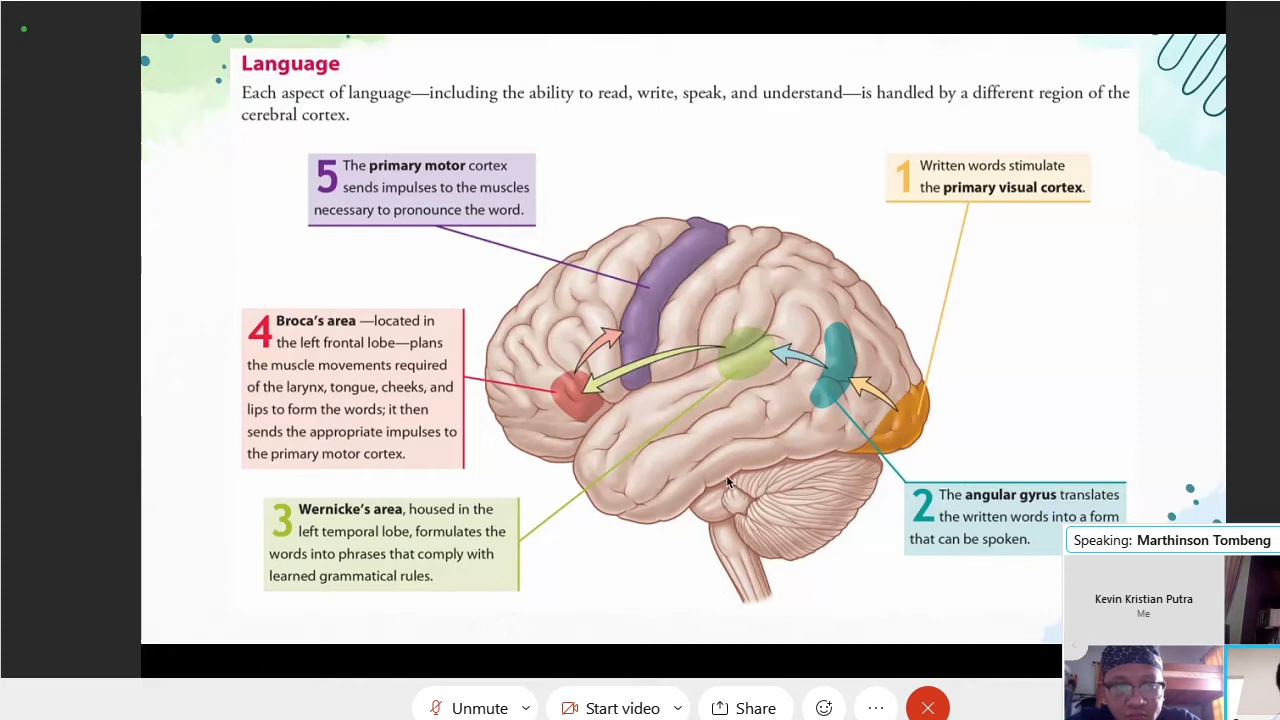 Language
Each aspect of language—including the ability to read, write, speak, and understand—is handled by a different region of the
cerebral cortex.
5 The primary motor cortex
sends impulses to the muscles
necessary to pronounce the word.
1 Written words stimulate
the primary visual cortex.
4 Broca's area —located in
the left frontal lobe—plans
the muscle movements required
of the larynx, tongue, cheeks, and
lips to form the words; it then
sends the appropriate impulses to
the primary motor cortex.
3 Wernicke's area, housed in the
left temporal lobe, formulates the
words into phrases that comply with
learned grammatical rules.
2 The angular gyrus translates
the written words into a form
that can be spoken.
Speaking: Marthinson Tombeng
Kevin Kristian Putra
Me
Unmute
Start video
Share